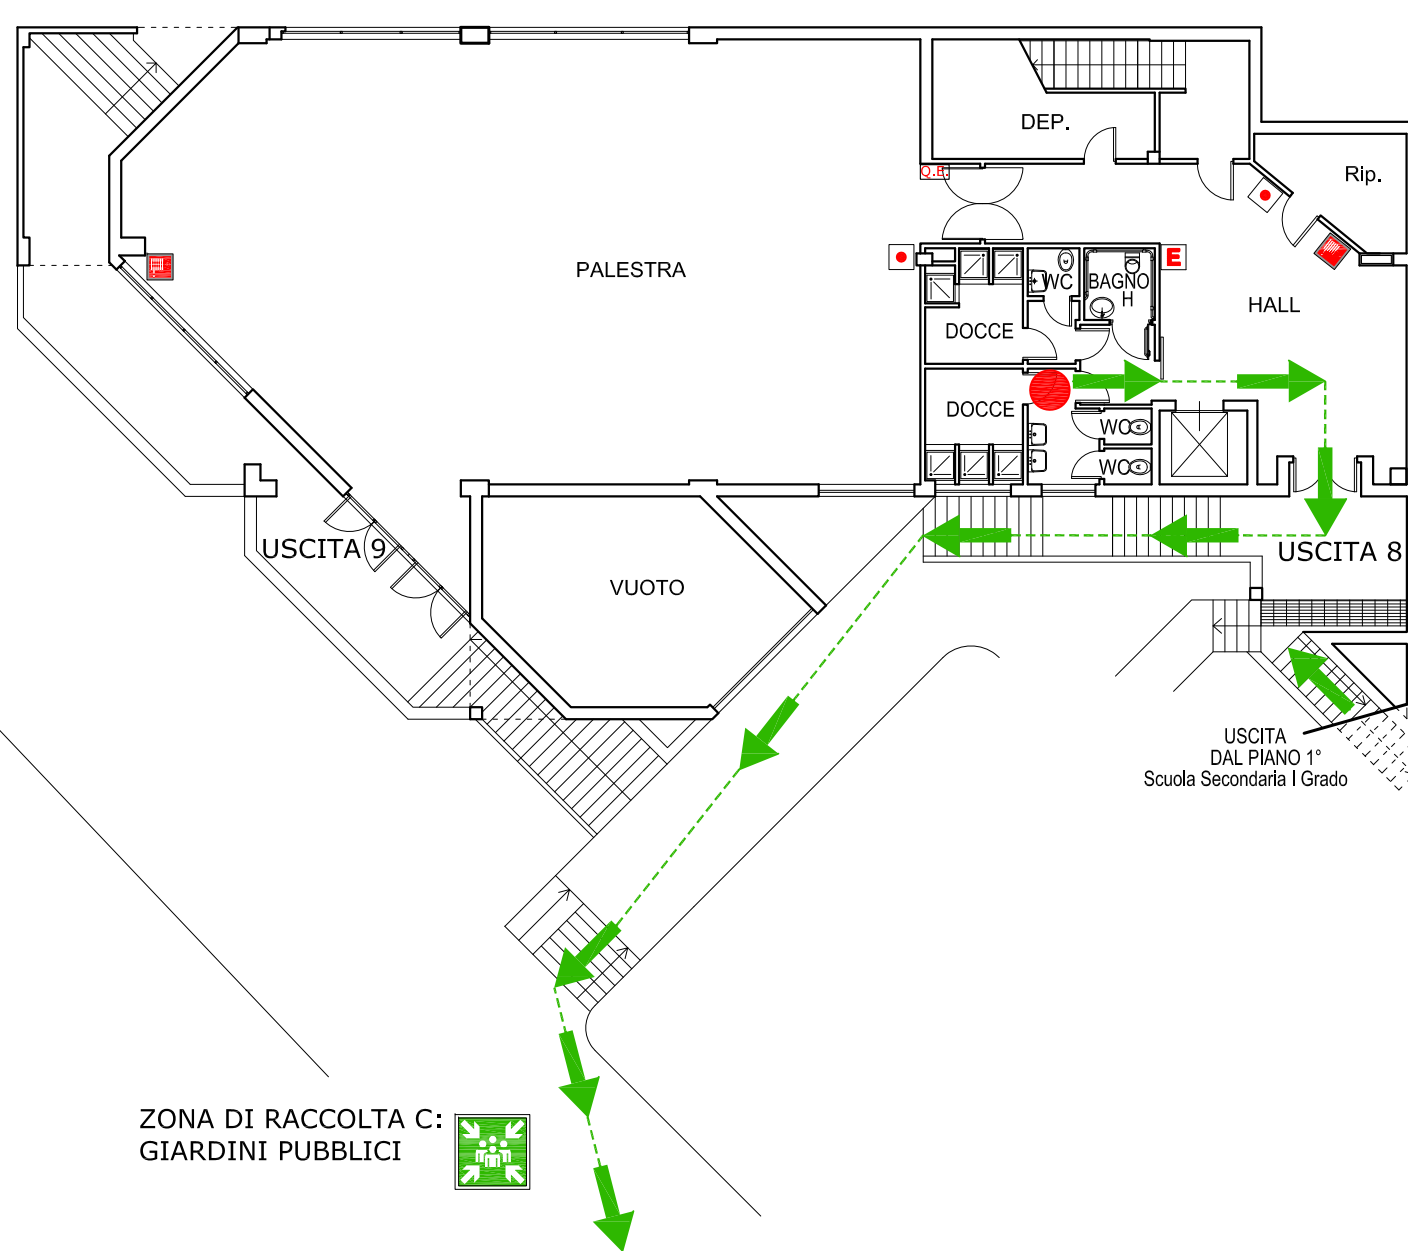 DEP.
Rip.
Q.E.
PALESTRA
WC
BAGNO
H
E
HALL
DOCCE
DOCCE
WC
WC
USCITA 9
USCITA 8
VUOTO
USCITA
DAL PIANO 1°
Scuola Secondaria I Grado
ZONA DI RACCOLTA C:
GIARDINI PUBBLICI